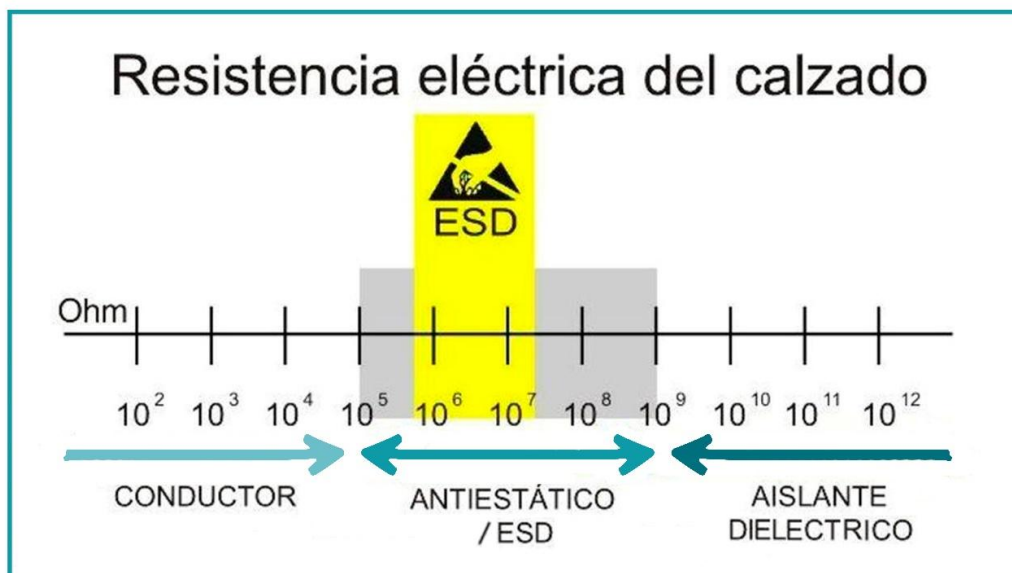 Resistencia eléctrica del calzado
ESD
Ohm
10² 10³ 10⁴ 10⁵ 10⁶ 10⁷ 10⁸ 10⁹ 10¹⁰ 10¹¹ 10¹²
CONDUCTOR
ANTIESTÁTICO
/ ESD
AISLANTE
DIELECTRICO